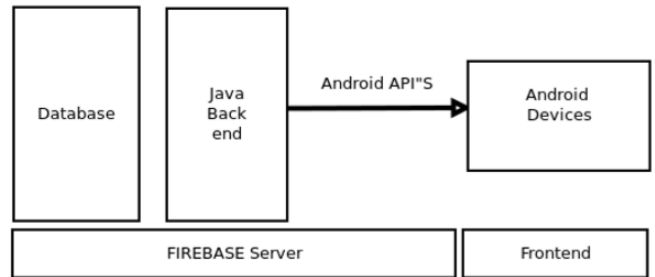 Database
Java
Back
end
Android API"S
Android
Devices
FIREBASE Server
Frontend